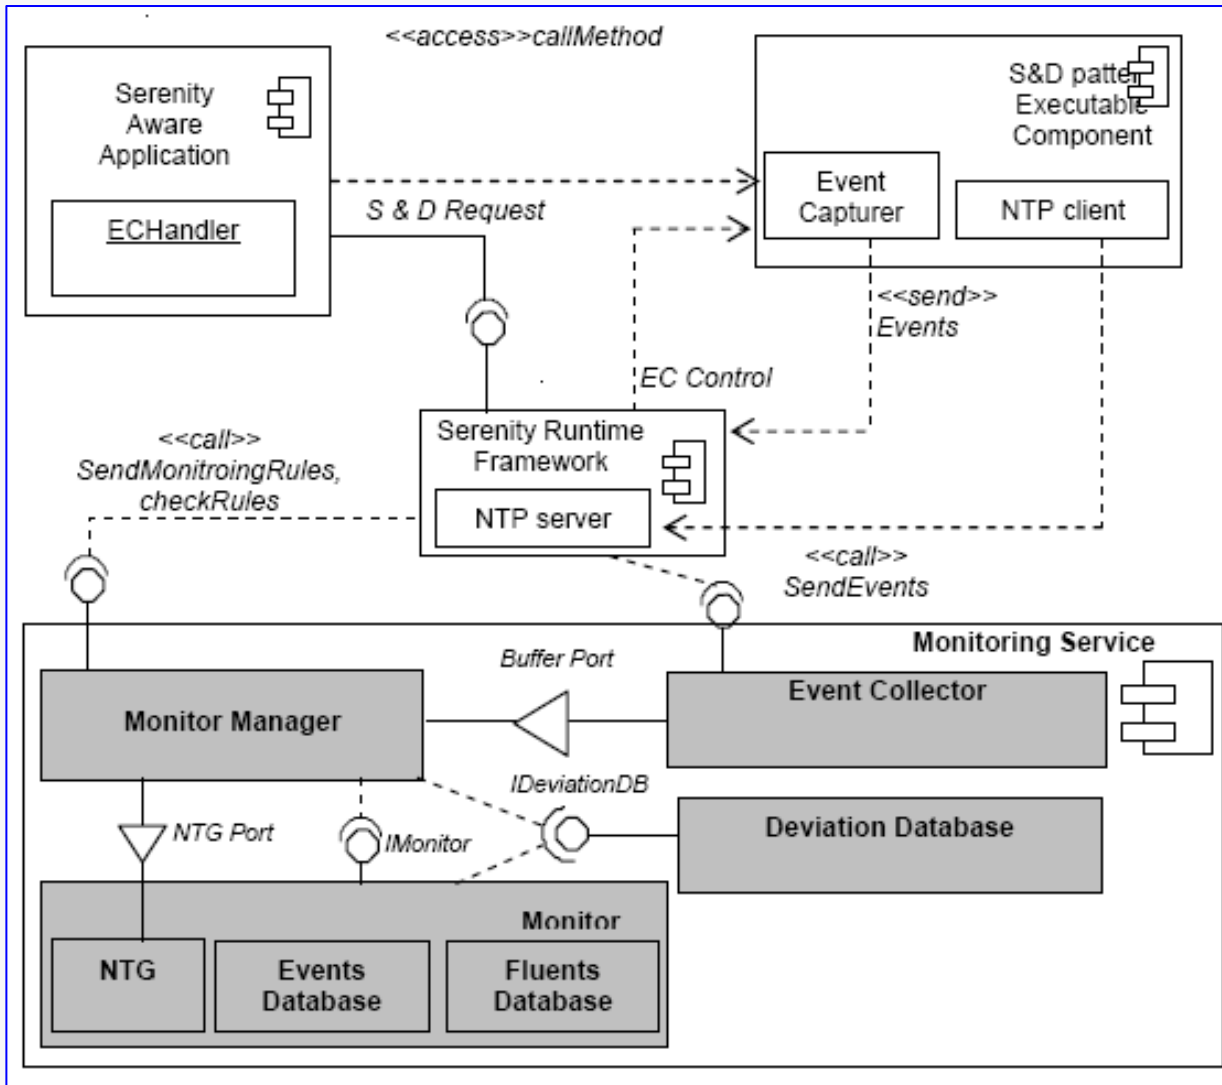 <<access>>callMethod
Serenity
Aware
Application
ECHandler
S&D patter
Executable
Component
Event
Capturer
NTP client
S & D Request
<<send>>
Events
EC Control
Serenity Runtime
Framework
NTP server
<<call>>
SendMonitroingRules,
checkRules
<<call>>
SendEvents
Monitoring Service
Buffer Port
Event Collector
Monitor Manager
IDeviationDB
Deviation Database
NTG Port
IMonitor
Monitor
NTG
Events
Database
Fluents
Database